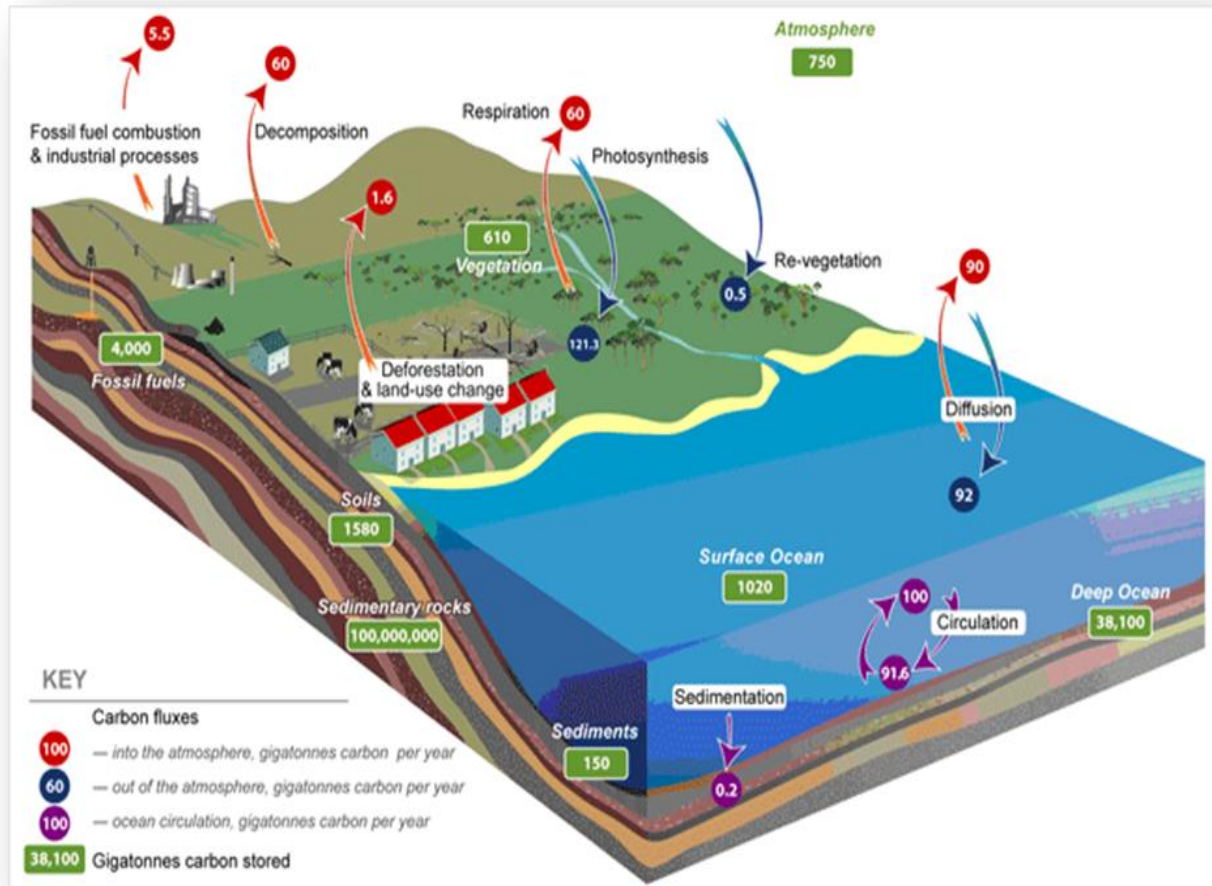 Atmosphere
750
5.5
Fossil fuel combustion
& industrial processes
60
Decomposition
Respiration
60
Photosynthesis
1.6
610
Vegetation
121.3
Re-vegetation
0.5
90
Diffusion
92
4,000
Fossil fuels
Deforestation
& land-use change
Soils
1580
Sedimentary rocks
100,000,000
Surface Ocean
1020
100
Circulation
91.6
Deep Ocean
38,100
Sedimentation
0.2
Sediments
150
KEY
Carbon fluxes
100 — into the atmosphere, gigatonnes carbon per year
60 — out of the atmosphere, gigatonnes carbon per year
100 — ocean circulation, gigatonnes carbon per year
38,100 Gigatonnes carbon stored